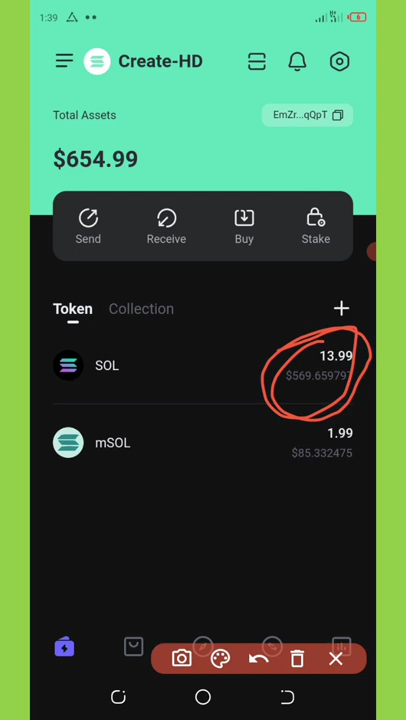 1:39
6
Create-HD
Total Assets
EmZr...qQpT
$654.99
Send
Receive
Buy
Stake
Token
Collection
13.99
SOL
$569.659797
1.99
mSOL
$85.332475